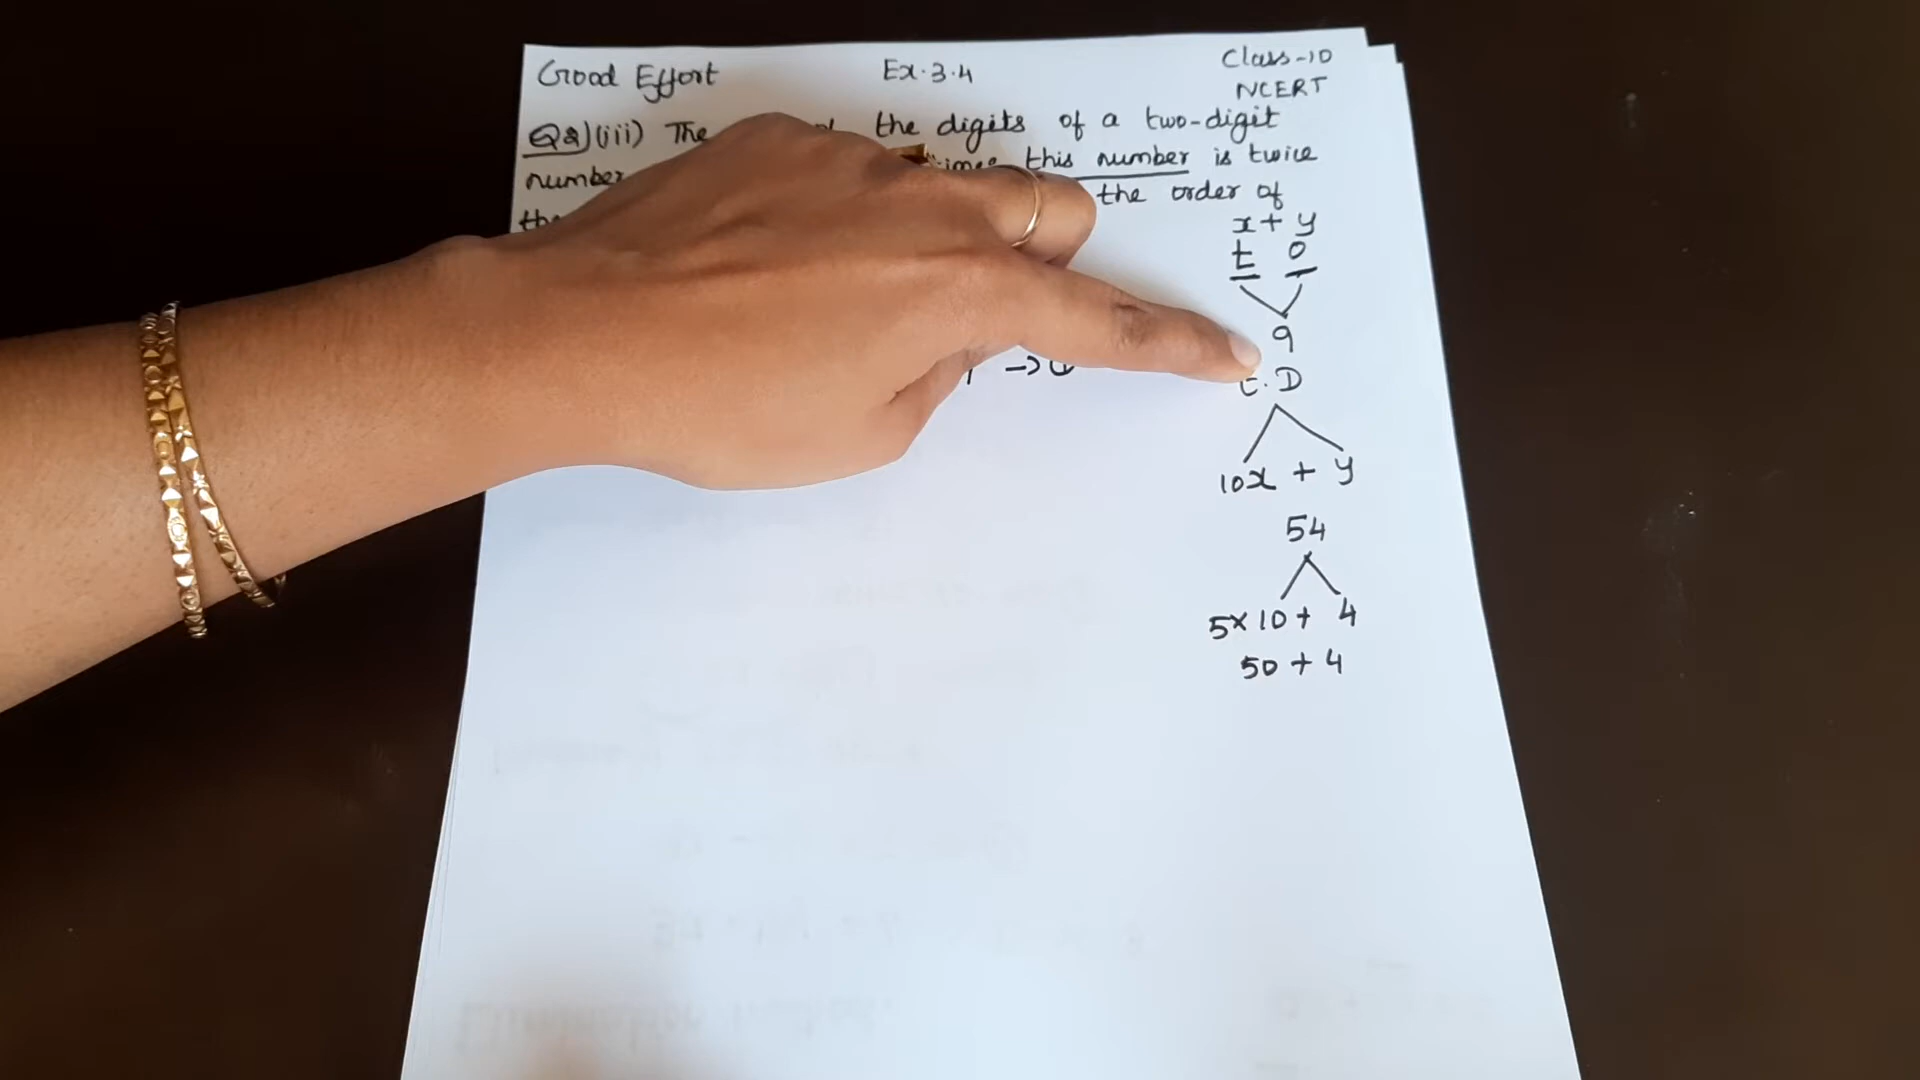 Good Effort Ex.3.4 Class-10
NCERT
Q2)(iii) The the digits of a two-digit
number this number is twice
the order of
x + y
t o
9
.D
10x + y
54
5×10 + 4
50 + 4